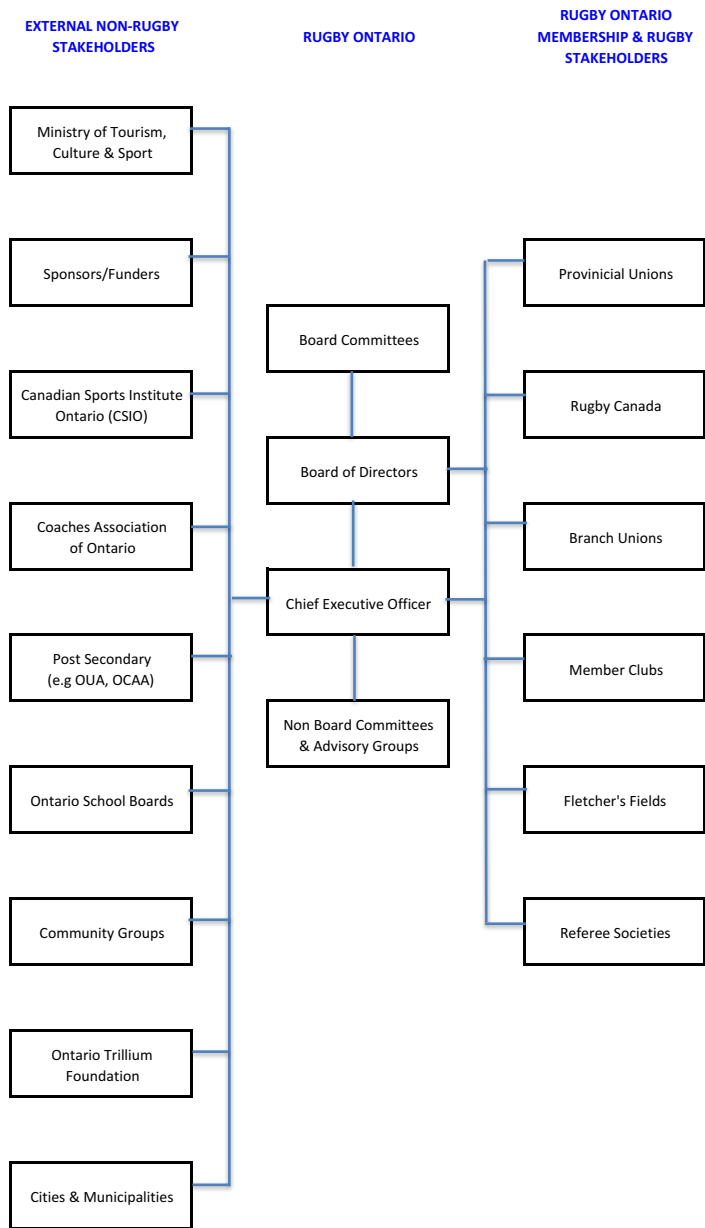 EXTERNAL NON-RUGBY
STAKEHOLDERS
RUGBY ONTARIO
RUGBY ONTARIO
MEMBERSHIP & RUGBY
STAKEHOLDERS
Ministry of Tourism,
Culture & Sport
Sponsors/Funders
Canadian Sports Institute
Ontario (CSIO)
Coaches Association
of Ontario
Post Secondary
(e.g OUA, OCAA)
Ontario School Boards
Community Groups
Ontario Trillium
Foundation
Cities & Municipalities
Board Committees
Board of Directors
Chief Executive Officer
Non Board Committees
& Advisory Groups
Provinicial Unions
Rugby Canada
Branch Unions
Member Clubs
Fletcher's Fields
Referee Societies